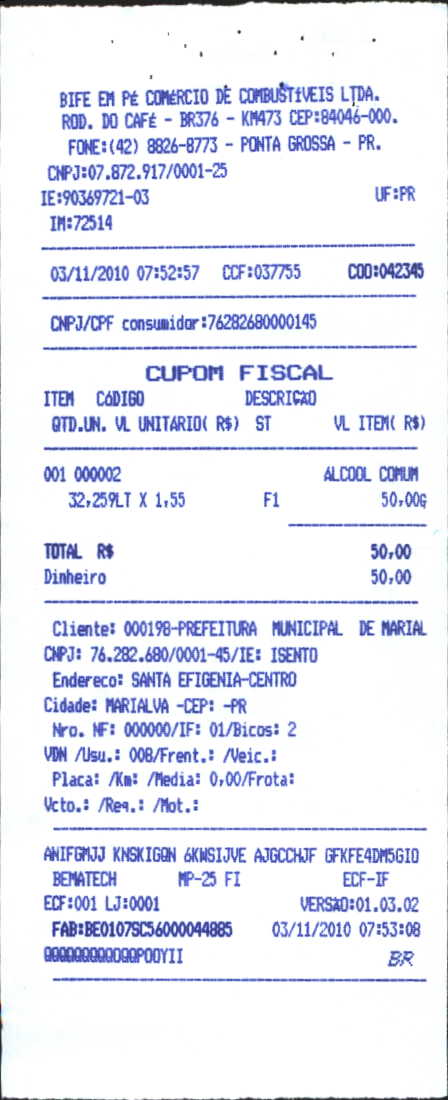 BIFE EM PÉ COMÉRCIO DE COMBUSTÍVEIS LTDA.
ROD. DO CAFÉ - BR376 - KM473 CEP:84046-000.
FONE:(42) 8826-8773 - PONTA GROSSA - PR.
CNPJ:07.872.917/0001-25
IE:90369721-03 UF:PR
IM:72514
03/11/2010 07:52:57 CCF:037755 COO:042345
CNPJ/CPF consumidor:76282680000145
CUPOM FISCAL
ITEM CÓDIGO DESCRIÇÃO
QTD.UN. VL UNITÁRIO( R$) ST VL ITEM( R$)
001 000002 ALCOOL COMUM
32,259LT X 1,55 F1 50,00G
TOTAL R$ 50,00
Dinheiro 50,00
Cliente: 000198-PREFEITURA MUNICIPAL DE MARIAL
CNPJ: 76.282.680/0001-45/IE: ISENTO
Endereco: SANTA EFIGENIA-CENTRO
Cidade: MARIALVA -CEP: -PR
Nro. NF: 000000/IF: 01/Bicos: 2
VDN /Usu.: 008/Frent.: /Veic.:
Placa: /Km: /Media: 0,00/Frota:
Vcto.: /Req.: /Mot.:
ANIFGMJJ KNSKIGQN 6KWSIJVE AJGCCHJF GFKFE4DM5GIO
BEMATECH MP-25 FI ECF-IF
ECF:001 LJ:0001 VERSÃO:01.03.02
FAB:BE0107SC56000044885 03/11/2010 07:53:08
BR